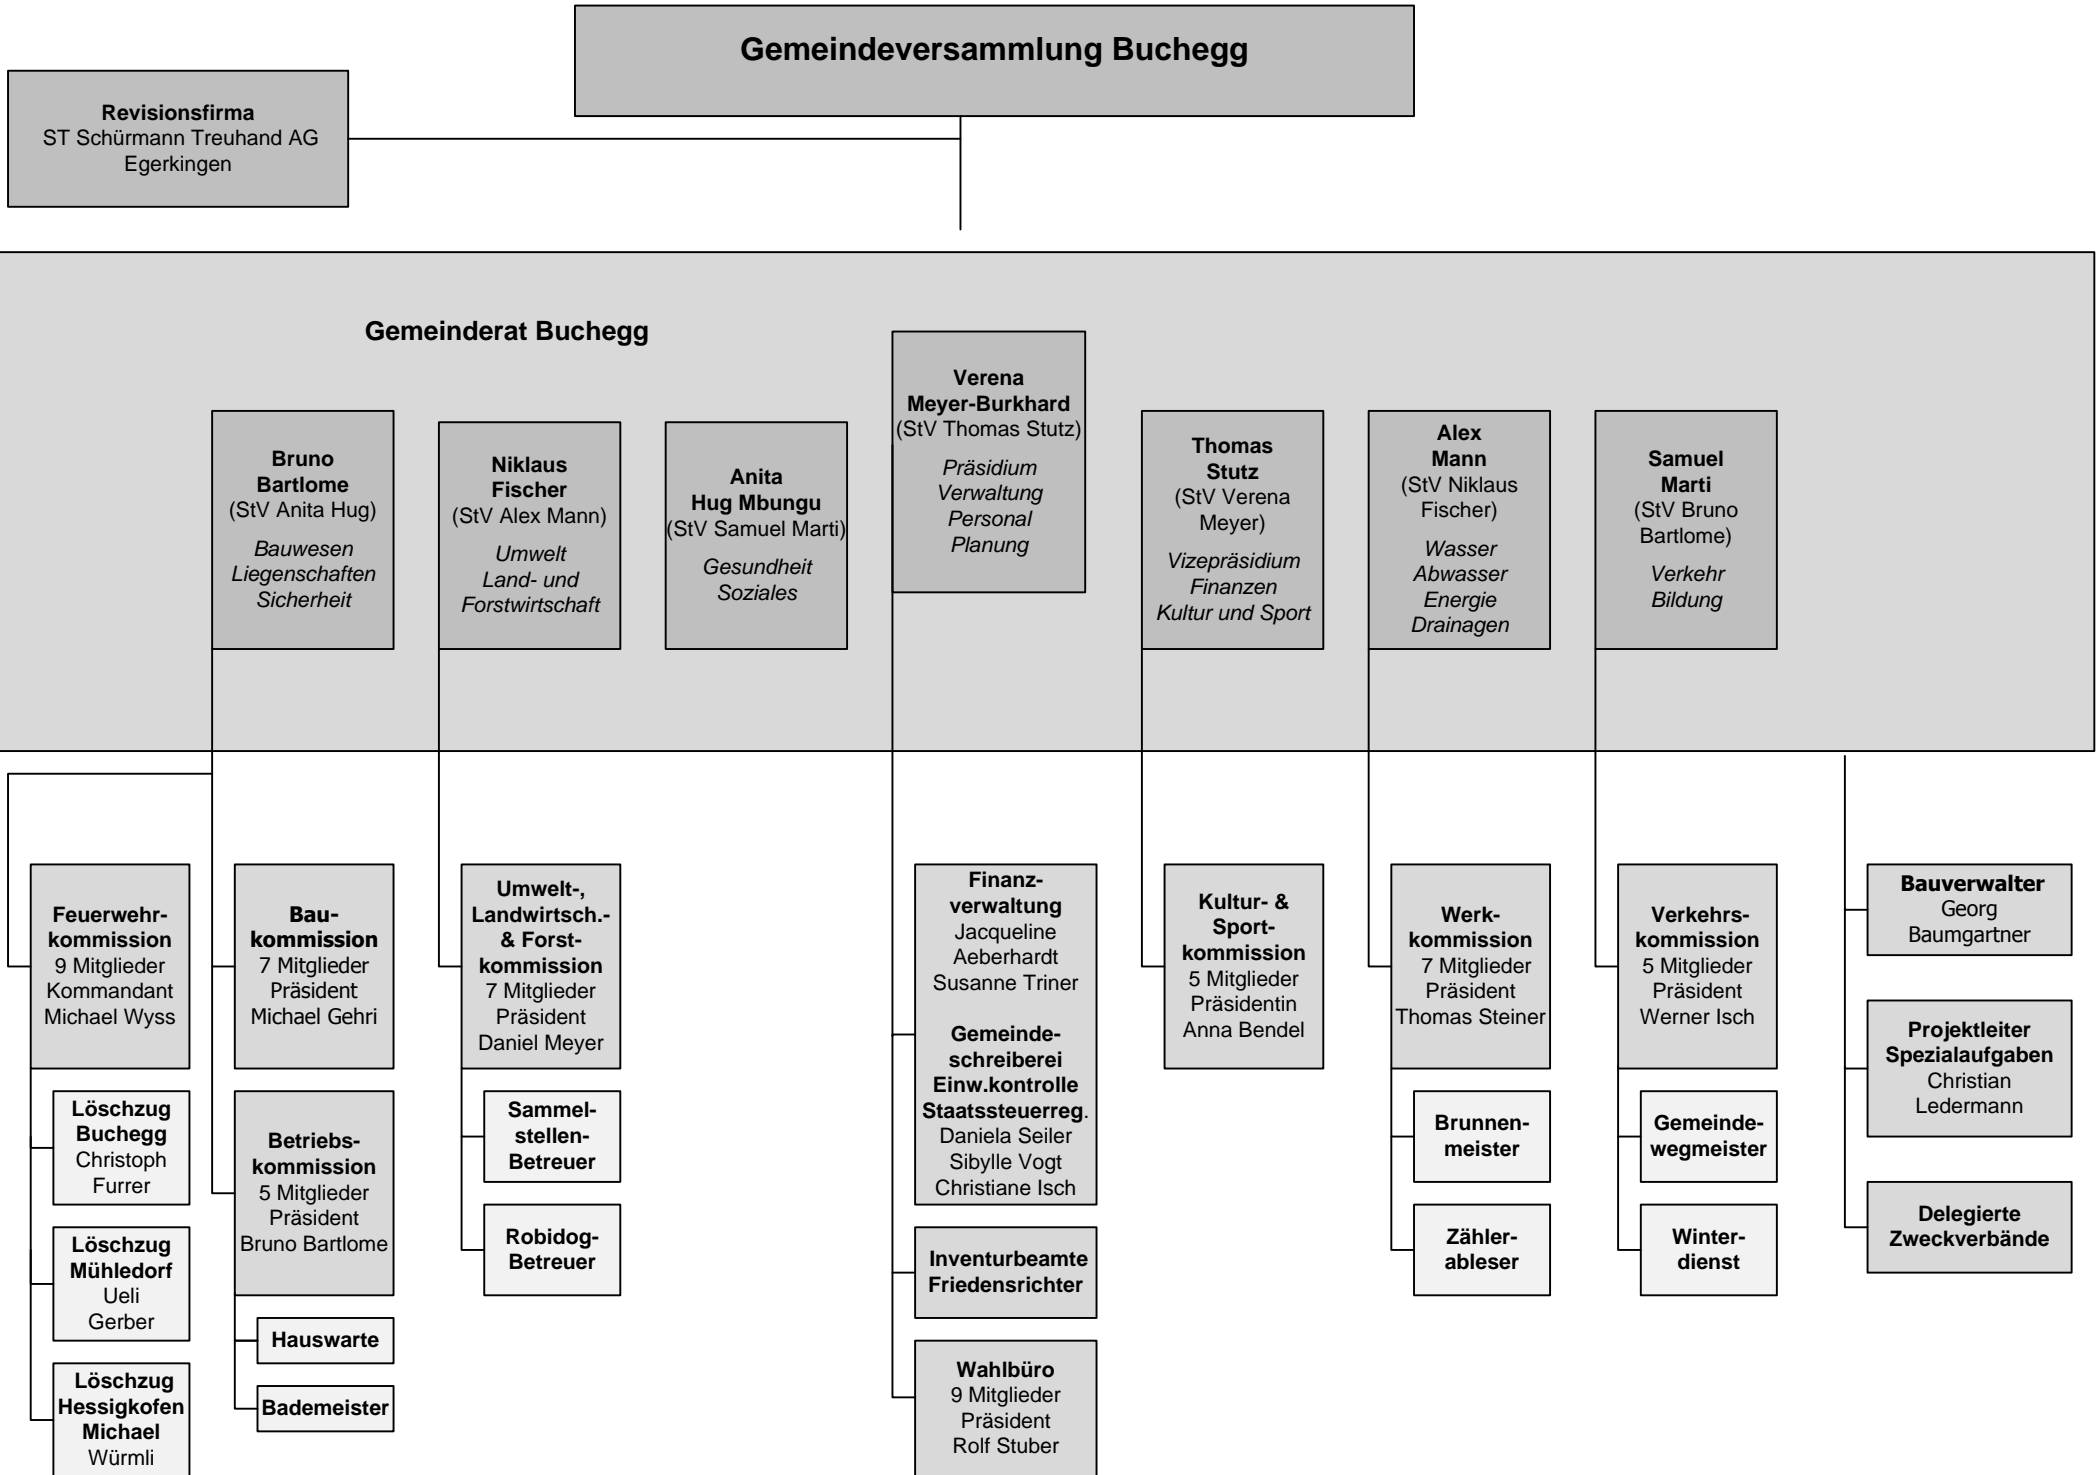 Gemeindeversammlung Buchegg
Revisionsfirma
ST Schürmann Treuhand AG
Egerkingen
Gemeinderat Buchegg
Bruno
Bartlome
(StV Anita Hug)
Bauwesen
Liegenschaften
Sicherheit
Niklaus
Fischer
(StV Alex Mann)
Umwelt
Land- und
Forstwirtschaft
Anita
Hug Mbungu
(StV Samuel Marti)
Gesundheit
Soziales
Verena
Meyer-Burkhard
(StV Thomas Stutz)
Präsidium
Verwaltung
Personal
Planung
Thomas
Stutz
(StV Verena
Meyer)
Vizepräsidium
Finanzen
Kultur und Sport
Alex
Mann
(StV Niklaus
Fischer)
Wasser
Abwasser
Energie
Drainagen
Samuel
Marti
(StV Bruno
Bartlome)
Verkehr
Bildung
Feuerwehr-
kommission
9 Mitglieder
Kommandant
Michael Wyss
Löschzug
Buchegg
Christoph
Furrer
Löschzug
Mühledorf
Ueli
Gerber
Löschzug
Hessigkofen
Michael
Würmli
Bau-
kommission
7 Mitglieder
Präsident
Michael Gehri
Betriebs-
kommission
5 Mitglieder
Präsident
Bruno Bartlome
Hauswarte
Bademeister
Umwelt-,
Landwirtsch.-
& Forst-
kommission
7 Mitglieder
Präsident
Daniel Meyer
Sammel-
stellen-
Betreuer
Robidog-
Betreuer
Finanz-
verwaltung
Jacqueline
Aeberhardt
Susanne Triner
Gemeinde-
schreiberei
Einw.kontrolle
Staatssteuerreg.
Daniela Seiler
Sibylle Vogt
Christiane Isch
Inventurbeamte
Friedensrichter
Wahlbüro
9 Mitglieder
Präsident
Rolf Stuber
Kultur- &
Sport-
kommission
5 Mitglieder
Präsidentin
Anna Bendel
Werk-
kommission
7 Mitglieder
Präsident
Thomas Steiner
Brunnen-
meister
Zähler-
ableser
Verkehrs-
kommission
5 Mitglieder
Präsident
Werner Isch
Gemeinde-
wegmeister
Winter-
dienst
Bauverwalter
Georg
Baumgartner
Projektleiter
Spezialaufgaben
Christian
Ledermann
Delegierte
Zweckverbände